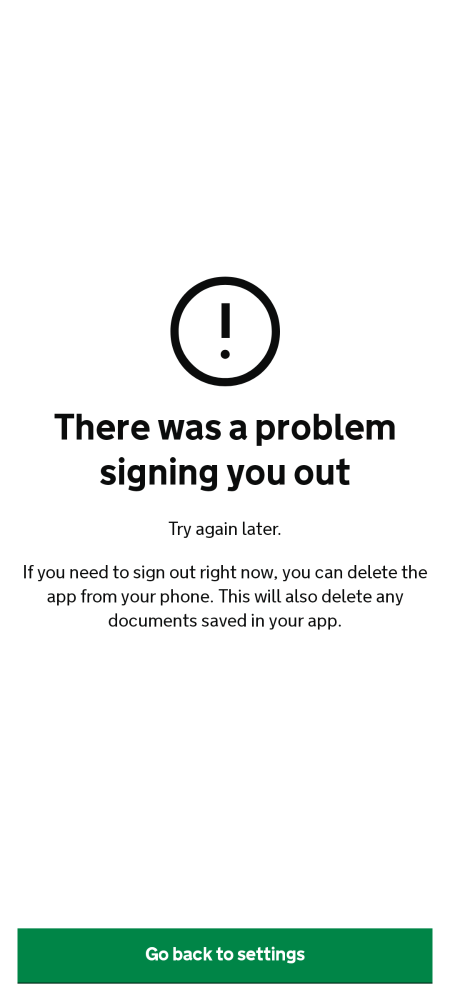 There was a problem
signing you out
Try again later.
If you need to sign out right now, you can delete the
app from your phone. This will also delete any
documents saved in your app.
Go back to settings